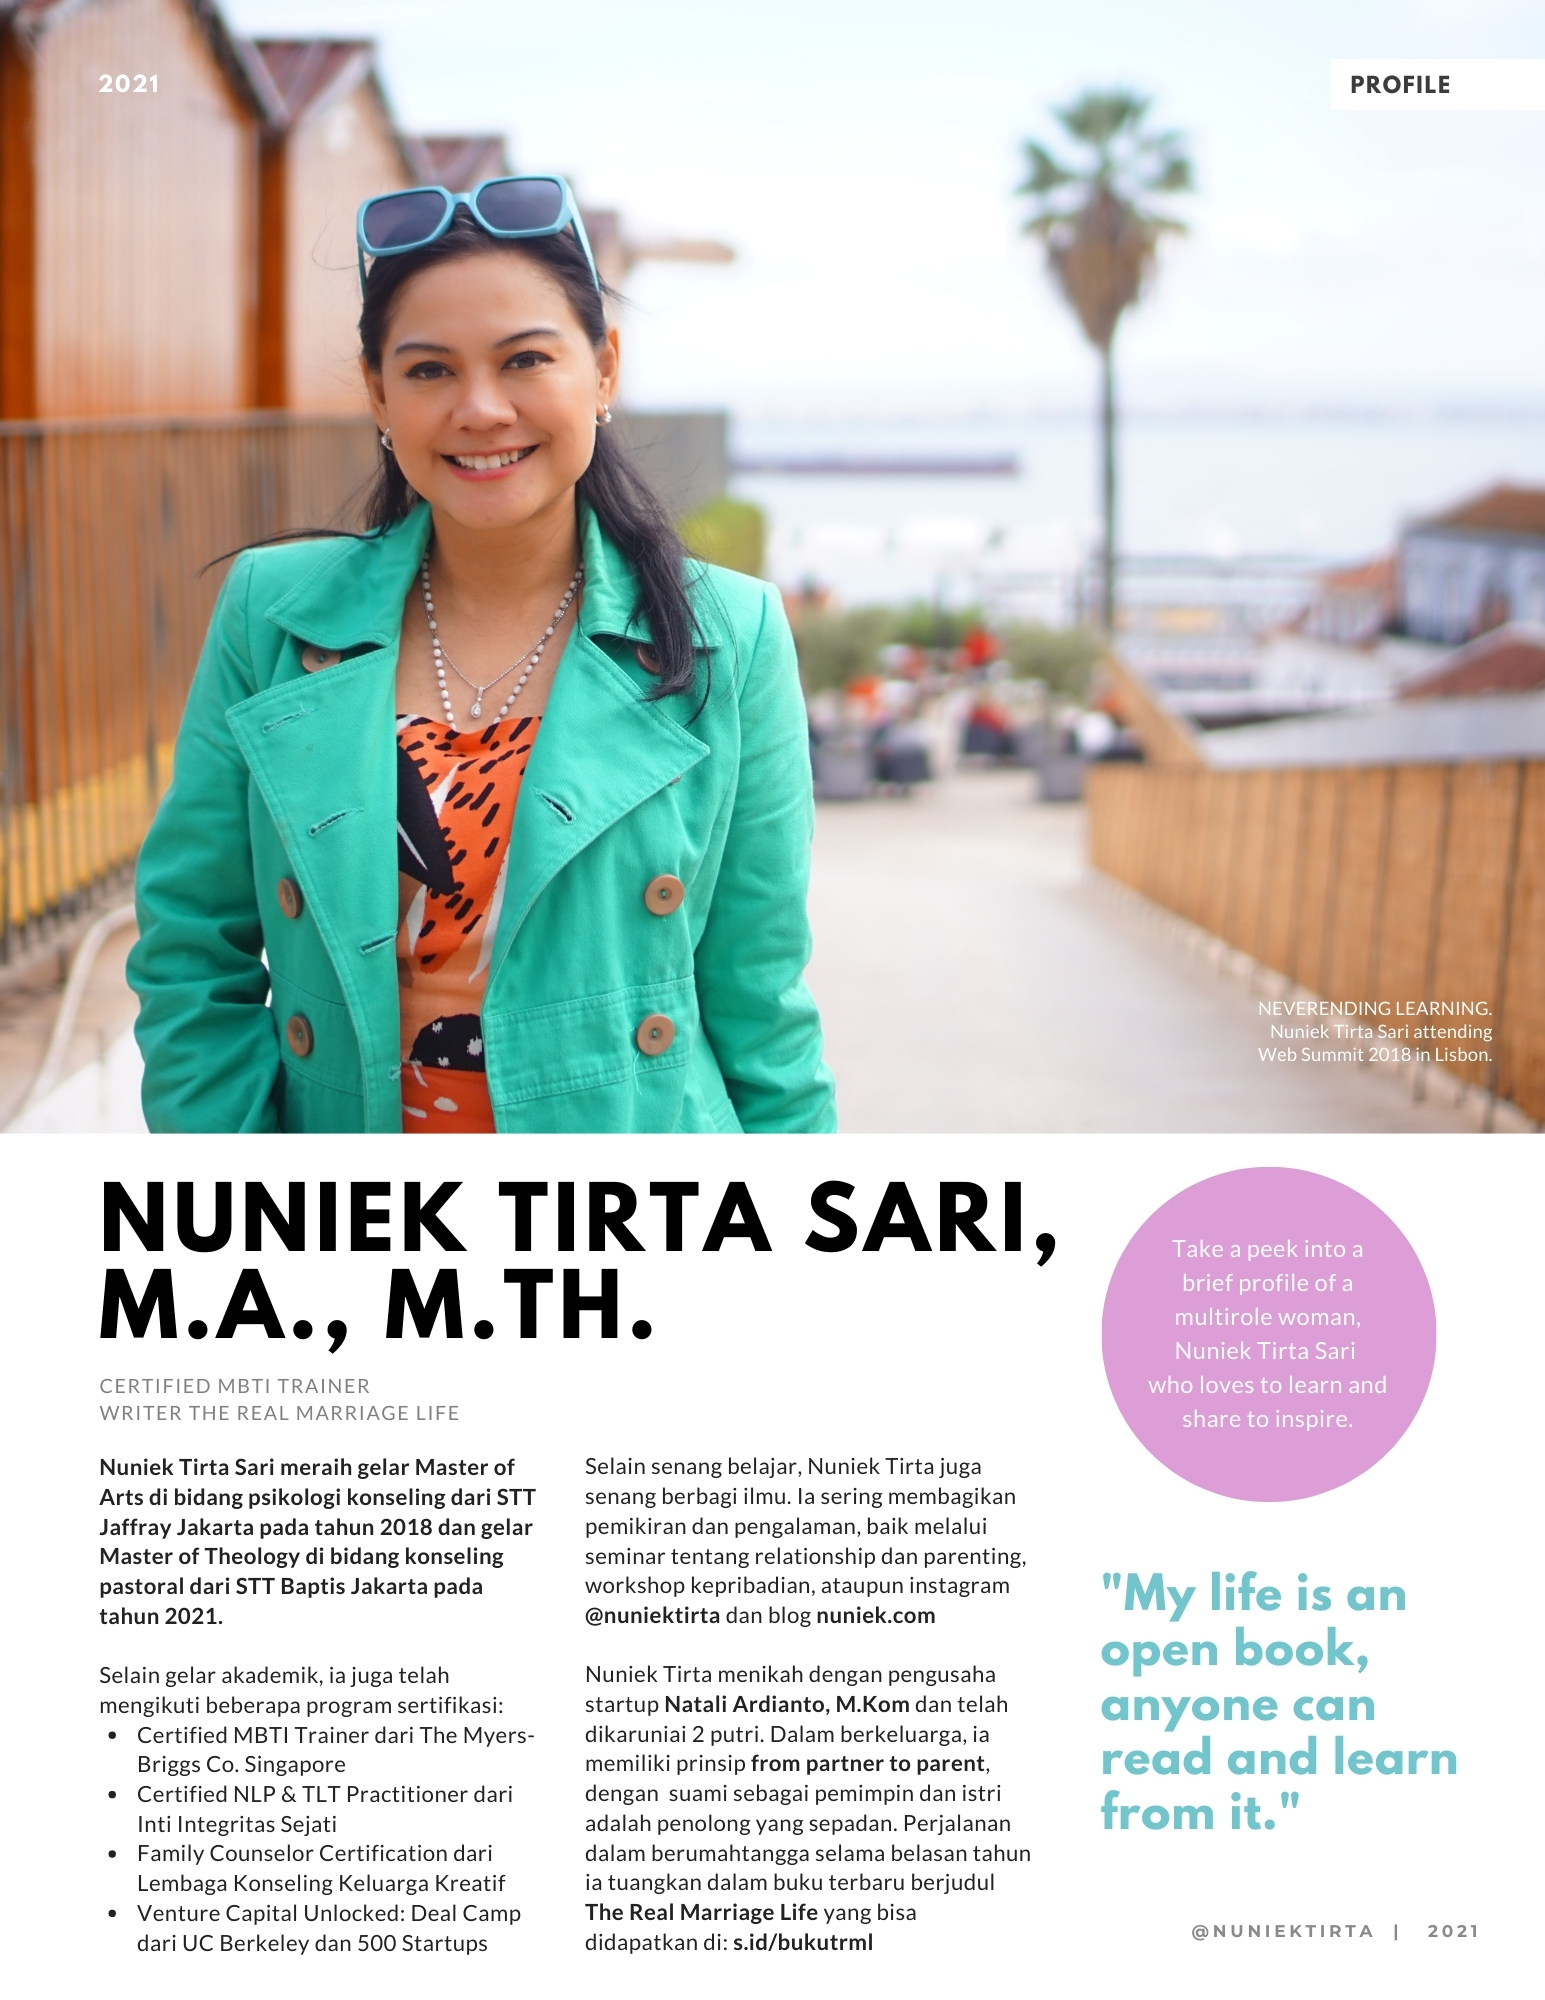 2021
PROFILE
NEVERENDING LEARNING.
Nuniek Tirta Sari attending
Web Summit 2018 in Lisbon.
NUNIEK TIRTA SARI,
M.A., M.TH.
CERTIFIED MBTI TRAINER
WRITER THE REAL MARRIAGE LIFE
Nuniek Tirta Sari meraih gelar Master of
Arts di bidang psikologi konseling dari STT
Jaffray Jakarta pada tahun 2018 dan gelar
Master of Theology di bidang konseling
pastoral dari STT Baptis Jakarta pada
tahun 2021.
Selain gelar akademik, ia juga telah
mengikuti beberapa program sertifikasi:
• Certified MBTI Trainer dari The Myers-
Briggs Co. Singapore
• Certified NLP & TLT Practitioner dari
Inti Integritas Sejati
• Family Counselor Certification dari
Lembaga Konseling Keluarga Kreatif
• Venture Capital Unlocked: Deal Camp
dari UC Berkeley dan 500 Startups
Selain senang belajar, Nuniek Tirta juga
senang berbagi ilmu. Ia sering membagikan
pemikiran dan pengalaman, baik melalui
seminar tentang relationship dan parenting,
workshop kepribadian, ataupun instagram
@nuniektirta dan blog nuniek.com
Nuniek Tirta menikah dengan pengusaha
startup Natali Ardianto, M.Kom dan telah
dikaruniai 2 putri. Dalam berkeluarga, ia
memiliki prinsip from partner to parent,
dengan  suami sebagai pemimpin dan istri
adalah penolong yang sepadan. Perjalanan
dalam berumahtangga selama belasan tahun
ia tuangkan dalam buku terbaru berjudul
The Real Marriage Life yang bisa
didapatkan di: s.id/bukutrml
Take a peek into a
brief profile of a
multirole woman,
Nuniek Tirta Sari
who loves to learn and
share to inspire.
"My life is an
open book,
anyone can
read and learn
from it."
@NUNIEKTIRTA | 2021